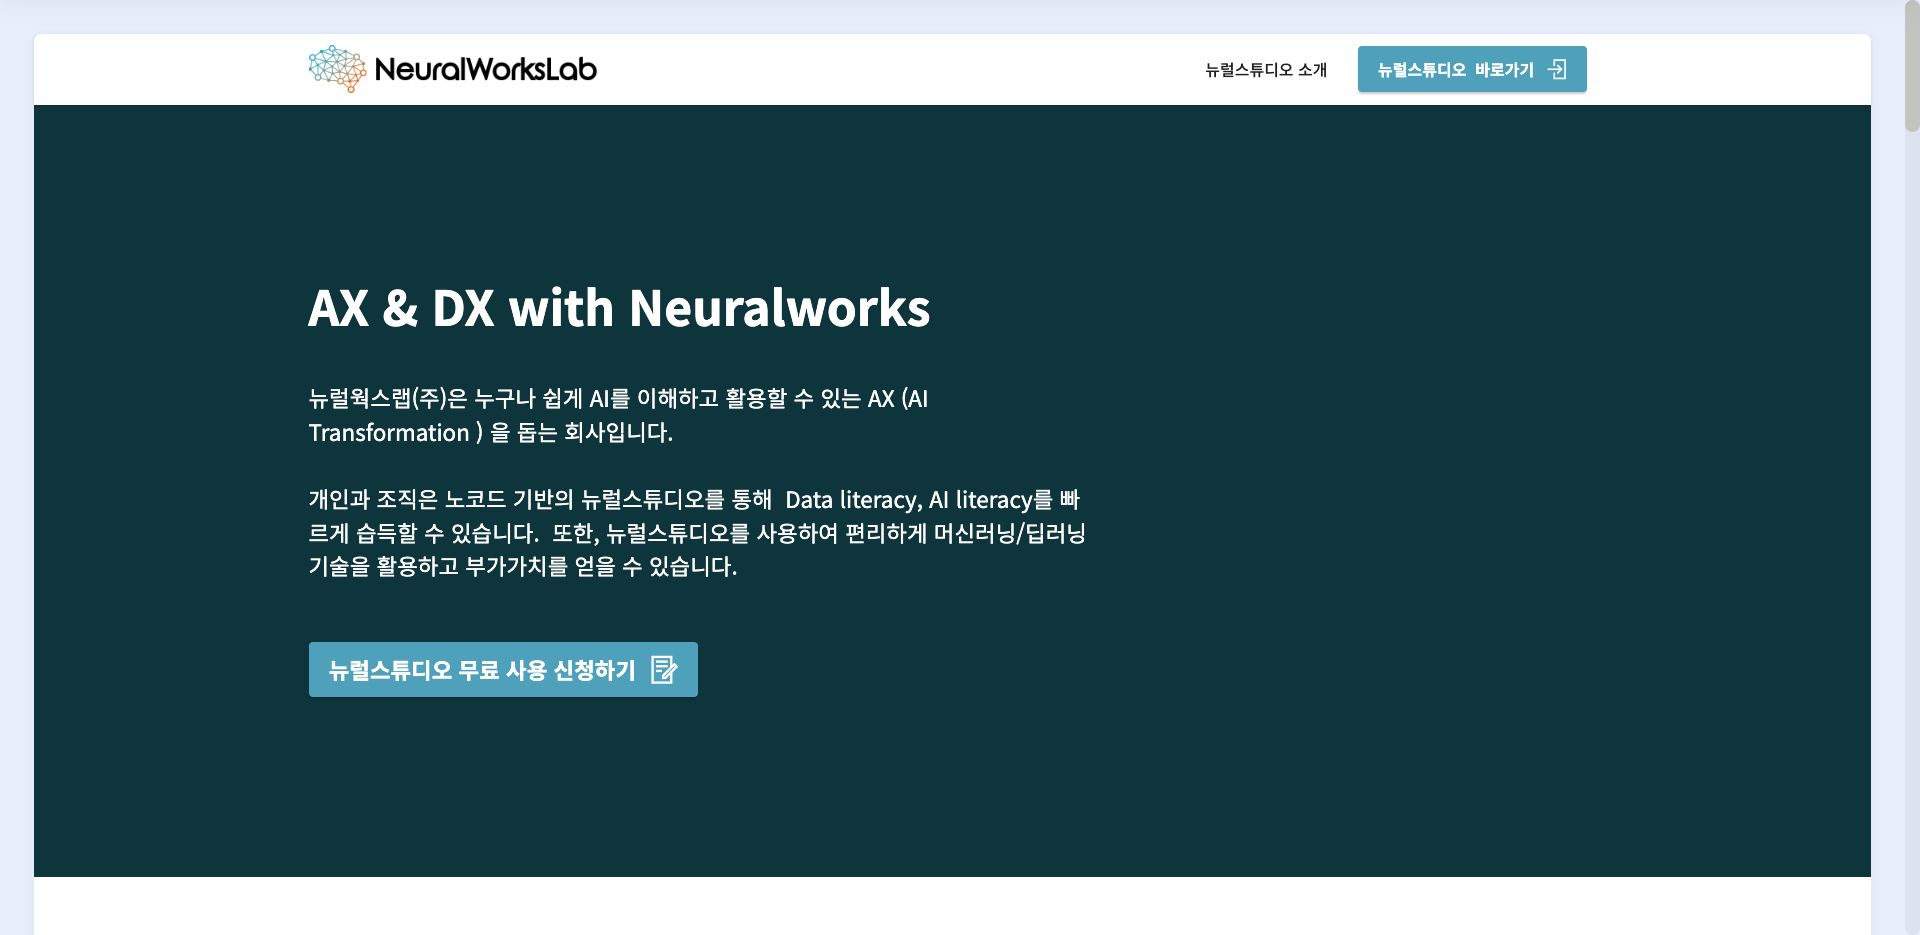 NeuralWorksLab
뉴럴스튜디오 소개
뉴럴스튜디오 바로가기
AX & DX with Neuralworks
뉴럴웍스랩(주)은 누구나 쉽게 AI를 이해하고 활용할 수 있는 AX (AI
Transformation ) 을 돕는 회사입니다.
개인과 조직은 노코드 기반의 뉴럴스튜디오를 통해  Data literacy, AI literacy를 빠
르게 습득할 수 있습니다.  또한, 뉴럴스튜디오를 사용하여 편리하게 머신러닝/딥러닝
기술을 활용하고 부가가치를 얻을 수 있습니다.
뉴럴스튜디오 무료 사용 신청하기